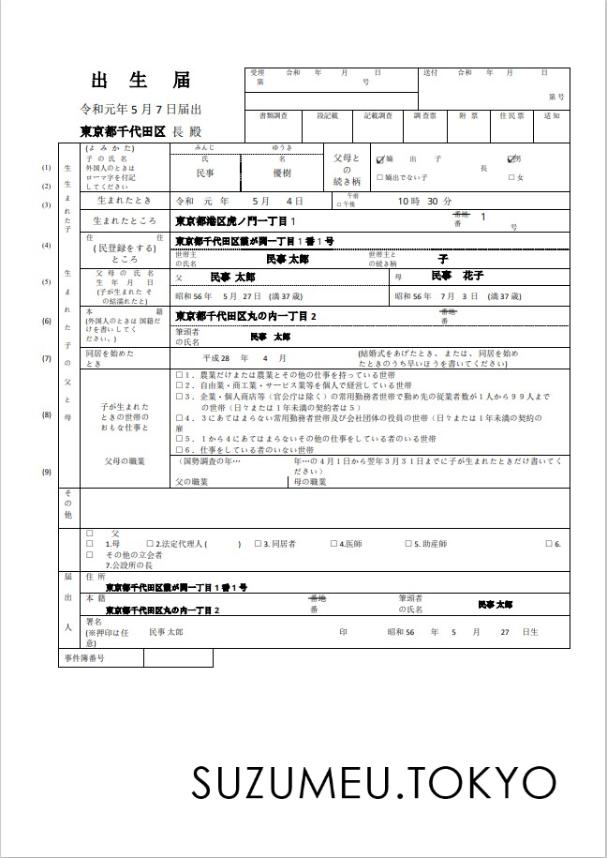 出 生 届
令和元年 5 月 7 日届出
東京都千代田区 長 殿
受理 令和 年 月 日
第 号
送付 令和 年 月 日
第 号
書類調査 設記載 記載調査 調査票 附 票 住 民 票 送 知
(1)
(2)
(3)
(4)
(5)
(6)
(7)
(8)
(9)
生 生 ま れ た 子
(よ み か た)
子 の 氏 名
外国人のときは
ローマ字を付記
してください
みんじ ゆうき
氏 名
民事 優樹
父母と
の
続き柄
☑嫡 出 子
□嫡出でない子
長
☑男
□女
生まれたとき
令和 元 年 5 月 4 日
午前
□午後
10 時 30 分
生まれたところ
東京都港区虎ノ門一丁目 1
番地
番
1
号
住 住
(民登録をする)
ところ
東京都千代田区霞が関一丁目 1 番 1 号
世帯主
の氏名
民事 太郎
世帯主と
の続き柄
子
生 ま れ た 子 の 父 と 母
父 母 の 氏 名
生 年 月 日
(子が生まれた そ
の結濡れたと)
父 民事 太郎
母 民事 花子
昭和 56 年 5 月 27 日 (満 37 歳)
昭和 56 年 7 月 3 日 (満 37 歳)
本 籍
(外国人のときは 国籍だ
けを書い してく
ださい。)
東京都千代田区丸の内一丁目 2
番地
番
筆頭者
の氏名
民事 太郎
同居を始めた
とき
平成 28 年 4 月
(結婚式をあげたとき、または、同居を始め
たときのうち早いほうを書いてください)
子が生まれた
ときの世帯の
おもな仕事と
□1．農業だけまたは農業とその他の仕事を持っている世帯
□2．自由業・商工業・サービス業等を個人で経営している世帯
□3．企業・個人商店等（官公庁は除く）の常用勤務者世帯で勤め先の従業者数が1人から99人まで
の世帯（日々または1年未満の契約者は5）
□4．3にあてはまらない常用勤務者世帯及び会社団体の役員の世帯（日々または1年未満の契約の
雇
□5．1から4にあてはまらないその他の仕事をしている者のいる世帯
□6．仕事をしている者のいない世帯
父母の職業
(国勢調査の年… 年…の4月1日から翌年3月31日までに子が生まれたときだけ書いてく
ださい)
父の職業 母の職業
そ の 他
□ 父
□ 1.母 □ 2.法定代理人 ( ) □ 3. 同居者 □ 4.医師 □ 5. 助産師 □ 6.
□ その他の立会者
7.公設所の長
届 出 人
住 所
東京都千代田区霞が関一丁目 1 番 1 号
本 籍
東京都千代田区丸の内一丁目 2
番地
番
筆頭者
の氏名
民事 太郎
署名
(※押印は任
意)
民事 太郎 印 昭和 56 年 5 月 27 日生
事件簿番号
SUZUMEU.TOKYO